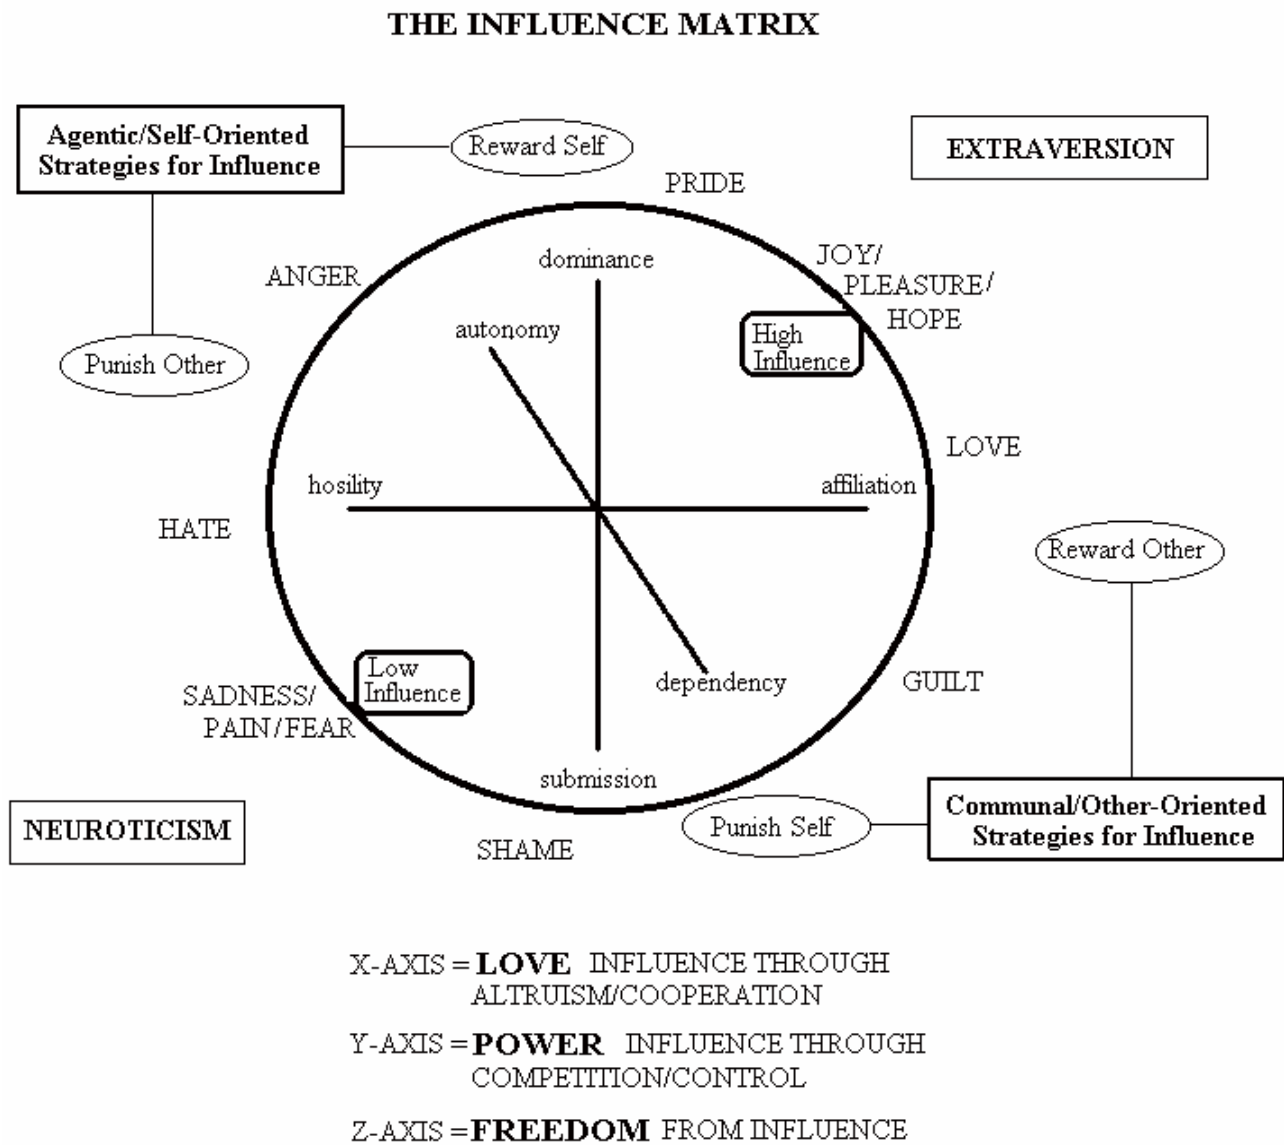 THE INFLUENCE MATRIX
Agentic/Self-Oriented
Strategies for Influence
Reward Self
EXTRAVERSION
PRIDE
JOY/
PLEASURE/
HOPE
ANGER
dominance
autonomy
High
Influence
Punish Other
LOVE
hosility
affiliation
HATE
Reward Other
Low
Influence
dependency
GUILT
SADNESS/
PAIN/FEAR
submission
NEUROTICISM
SHAME
Punish Self
Communal/Other-Oriented
Strategies for Influence
X-AXIS = LOVE INFLUENCE THROUGH
ALTRUISM/COOPERATION
Y-AXIS = POWER INFLUENCE THROUGH
COMPETITION/CONTROL
Z-AXIS = FREEDOM FROM INFLUENCE